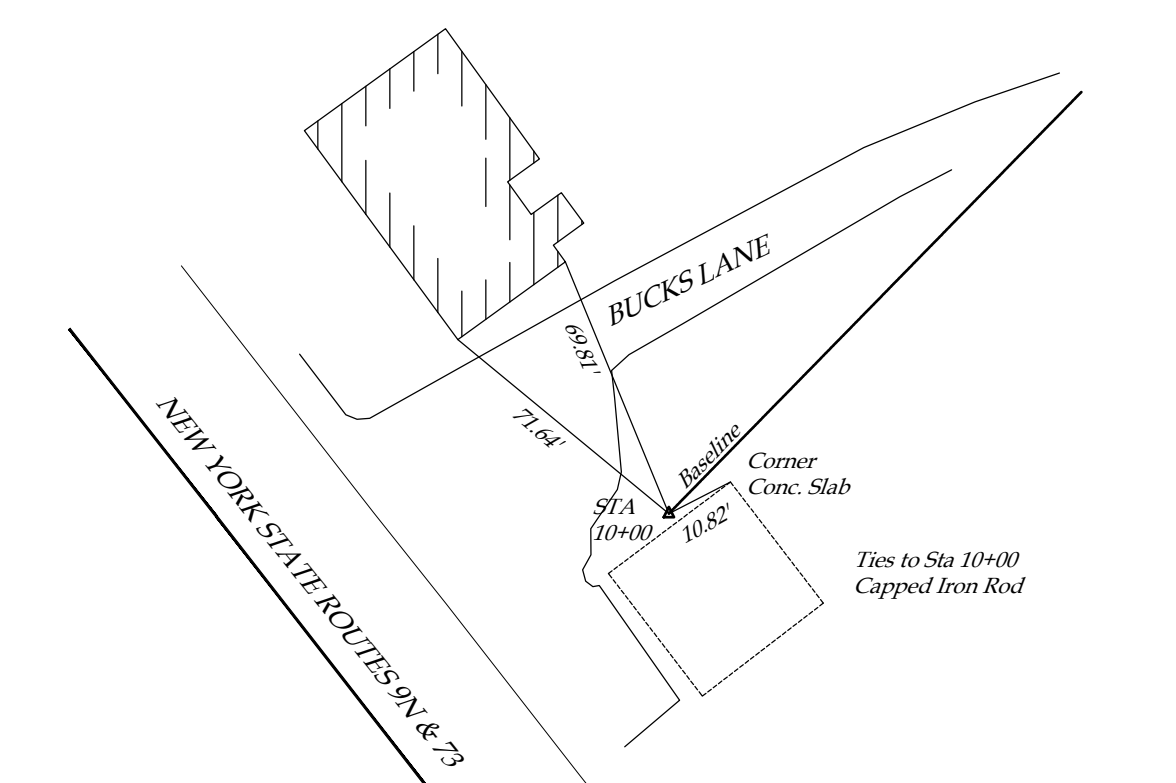 BUCKS LANE
69.81'
71.64'
NEW YORK STATE ROUTES 9N & 73
Baseline
Corner
Conc. Slab
STA
10+00
10.82'
Ties to Sta 10+00
Capped Iron Rod